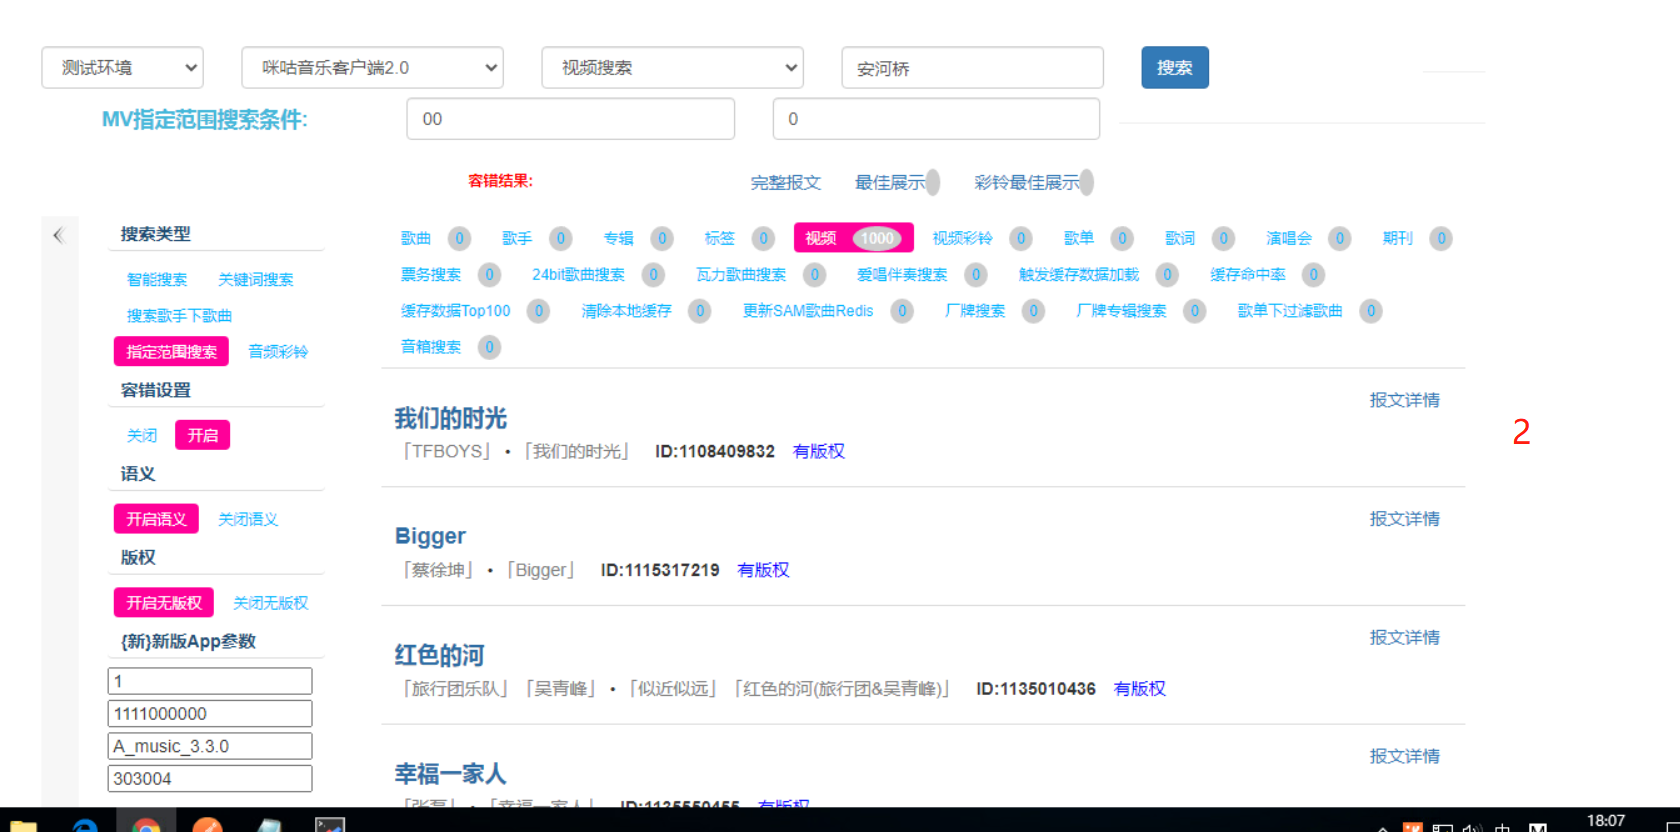 测试环境 咪咕音乐客户端2.0 视频搜索 安河桥 搜索
MV指定范围搜索条件: 00 0
容错结果: 完整报文 最佳展示 彩铃最佳展示
搜索类型
歌曲 0 歌手 0 专辑 0 标签 0 视频 1000 视频彩铃 0 歌单 0 歌词 0 演唱会 0 期刊 0
智能搜索 关键词搜索
票务搜索 0 24bit歌曲搜索 0 瓦力歌曲搜索 0 爱唱伴奏搜索 0 触发缓存数据加载 0 缓存命中率 0
搜索歌手下歌曲
缓存数据Top100 0 清除本地缓存 0 更新SAM歌曲Redis 0 厂牌搜索 0 厂牌专辑搜索 0 歌单下过滤歌曲 0
指定范围搜索 音频彩铃
音箱搜索 0
容错设置
关闭 开启
语义
开启语义 关闭语义
版权
开启无版权 关闭无版权
{新}新版App参数
1
1111000000
A_music_3.3.0
303004
我们的时光 报文详情
「TFBOYS」 • 「我们的时光」 ID:1108409832 有版权
2
Bigger 报文详情
「蔡徐坤」 • 「Bigger」 ID:1115317219 有版权
红色的河 报文详情
「旅行团乐队」 「吴青峰」 • 「似近似远」 「红色的河(旅行团&吴青峰)」 ID:1135010436 有版权
幸福一家人 报文详情
「张磊」 • 「幸福一家人」 ID:1135550455 有版权
中 M 18:07